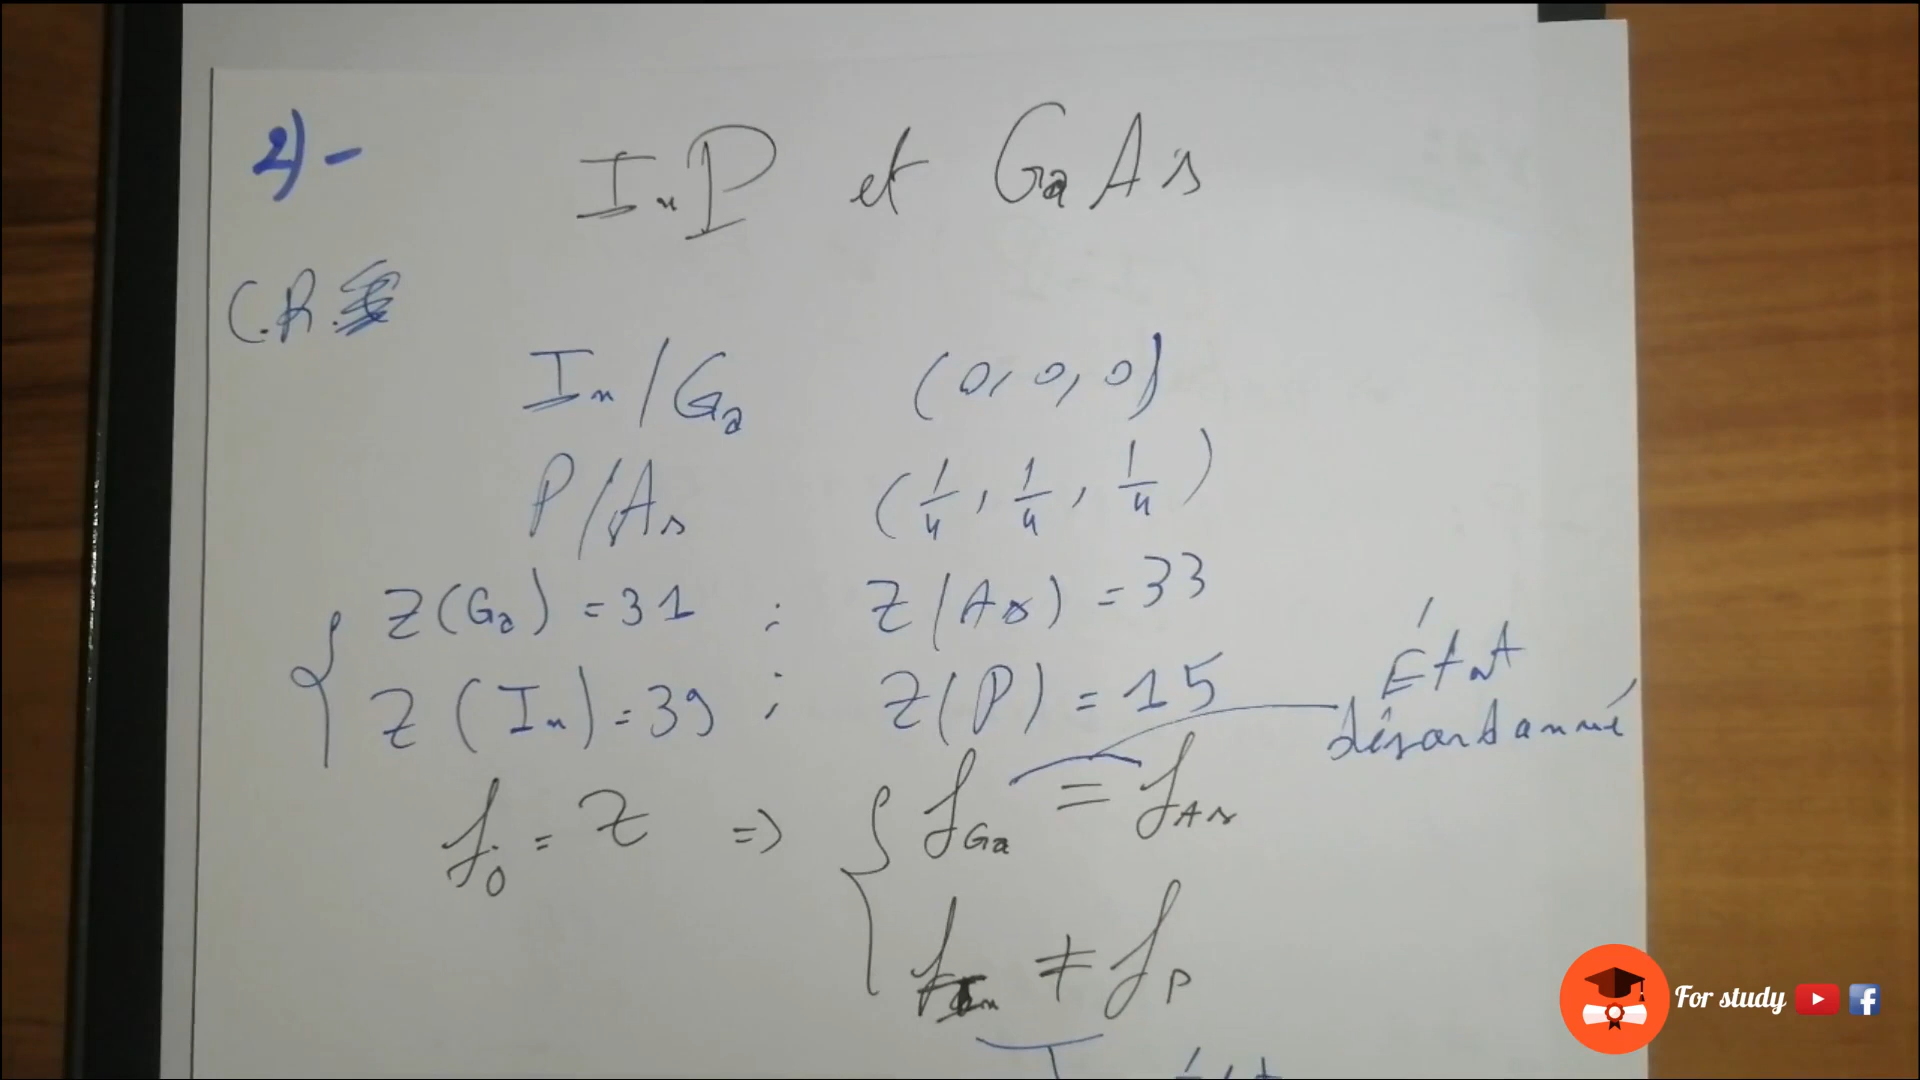 2)-
InP et GaAs
C.R.
In/Ga (0, 0, 0)
P/As (1/4, 1/4, 1/4)
Z(Ga) = 31 ; Z(As) = 33
Z(In) = 39 ; Z(P) = 15
État
désordonné
f0 = Z => { fGa = fAs
fIn ≠ fP
For study